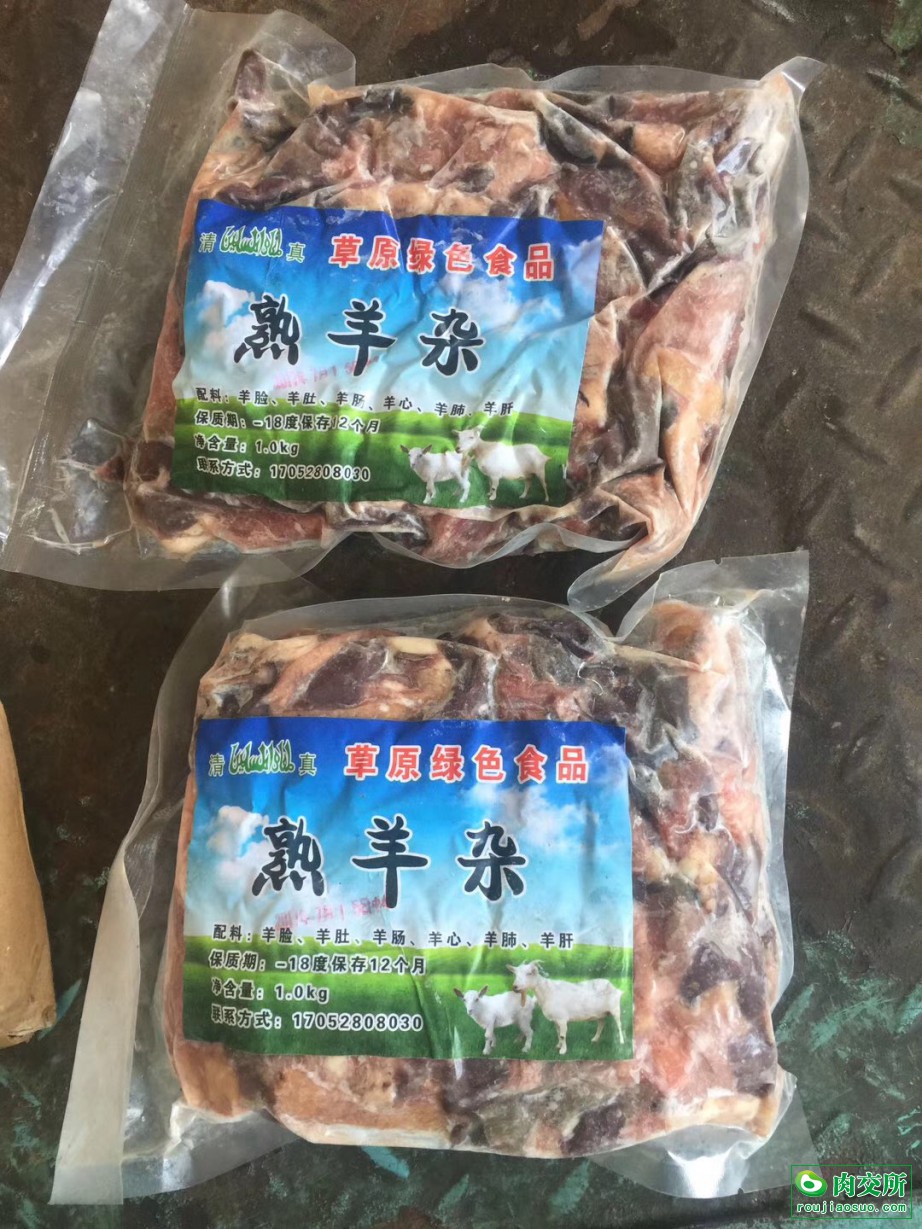 清 真 草原绿色食品
熟羊杂
配料：羊脸、羊肚、羊肠、羊心、羊肺、羊肝
保质期：-18度保存12个月
净含量：1.0kg
联系方式：17052808030
清 真 草原绿色食品
熟羊杂
配料：羊脸、羊肚、羊肠、羊心、羊肺、羊肝
保质期：-18度保存12个月
净含量：1.0kg
联系方式：17052808030
肉交所
roujiaosuo.com